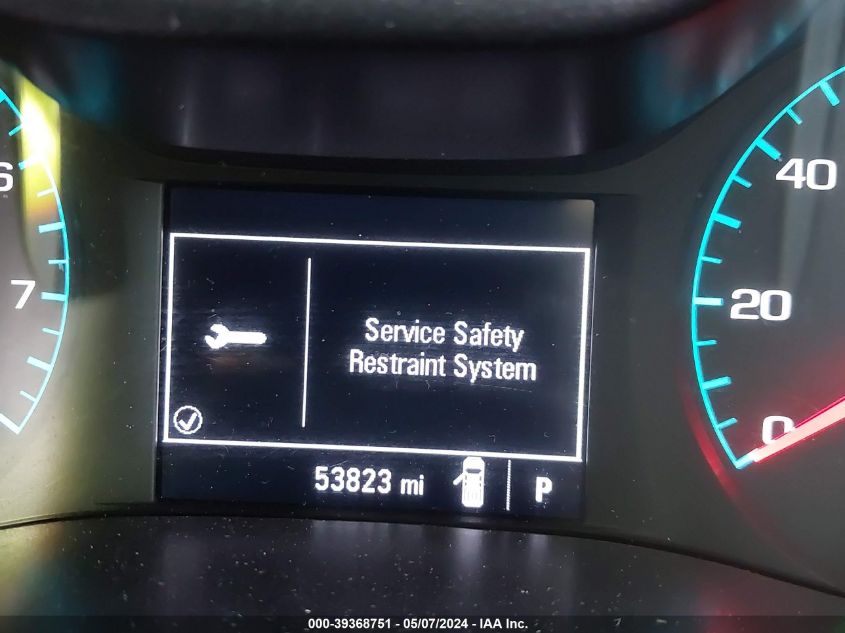 6
7
Service Safety
Restraint System
53823 mi
P
40
20
0
000-39368751 - 05/07/2024 - IAA Inc.